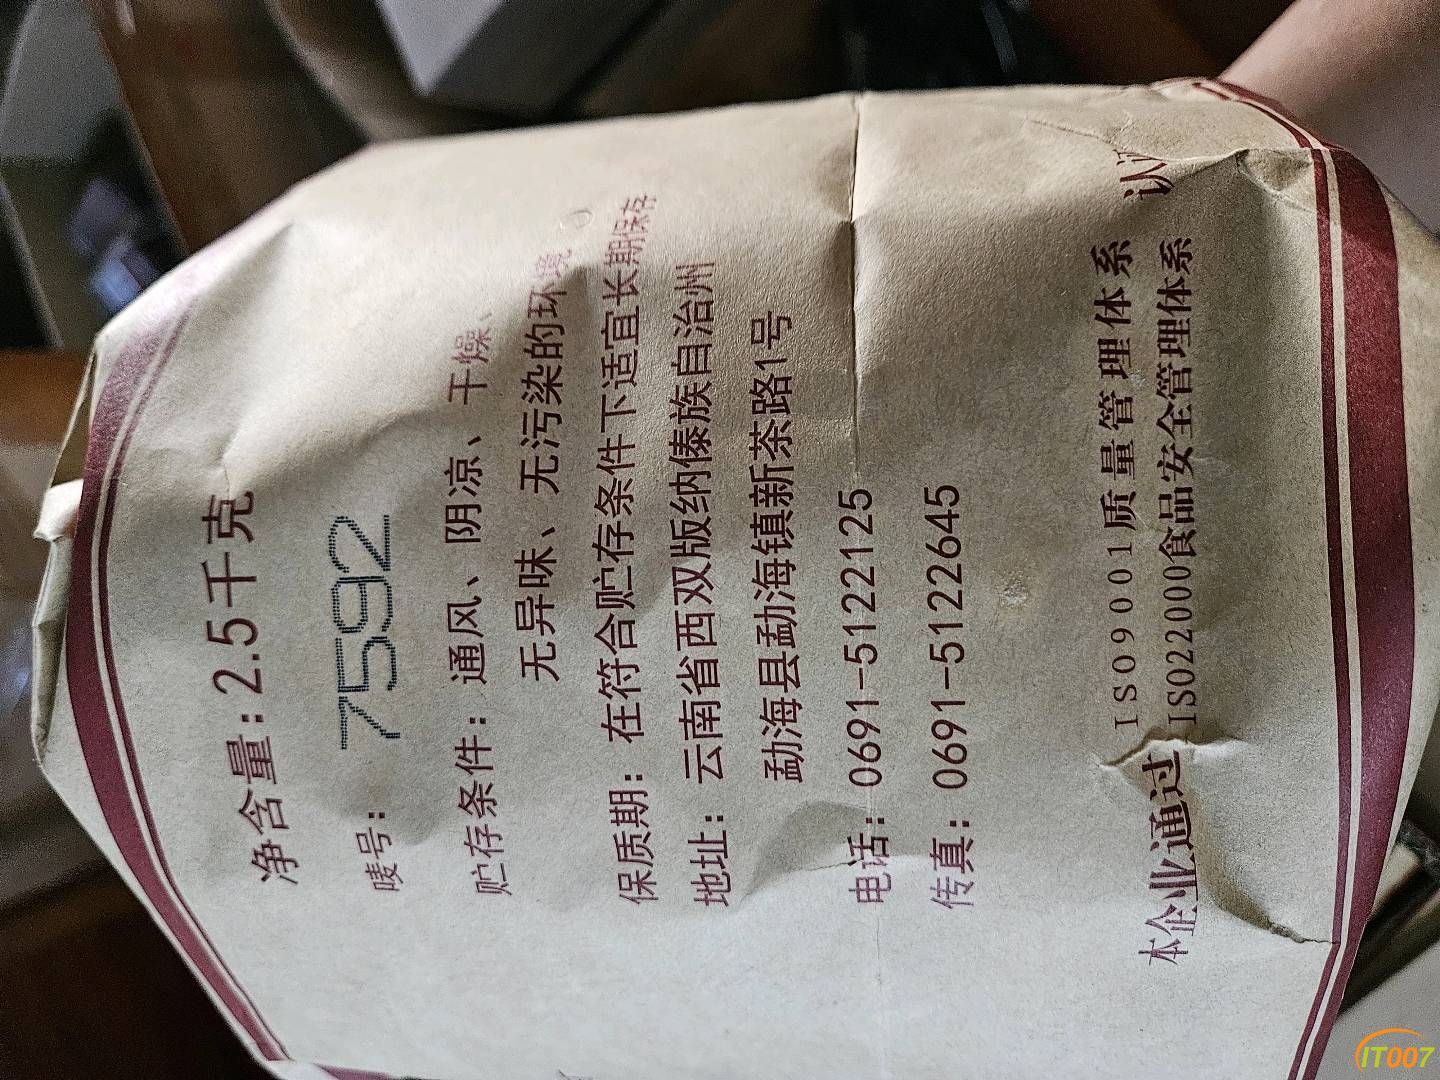 净含量：2.5千克
唛号：7592
贮存条件：通风、阴凉、干燥、
无异味、无污染的环境
保质期：在符合贮存条件下适宜长期保存
地址：云南省西双版纳傣族自治州
勐海县勐海镇新茶路1号
电话：0691-5122125
传真：0691-5122645
ISO9001质量管理体系
本企业通过 认证
ISO22000食品安全管理体系
IT007